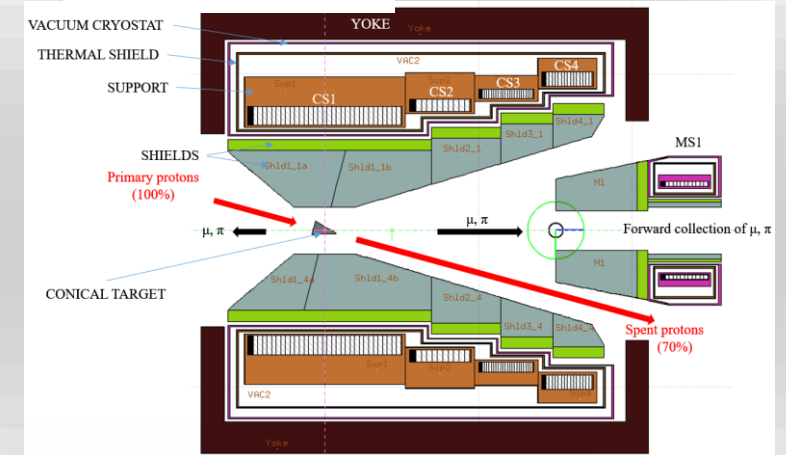 VACUUM CRYOSTAT
YOKE
Yoke
THERMAL SHIELD
VAC2
CS4
SUPPORT
Sup1
Sup2
CS3
CS2
CS1
MS1
Shld4_1
Shld3_1
Shld2_1
SHIELDS
Shld1_1a
Shld1_1b
M1
Primary protons
(100%)
μ, π
μ, π
Forward collection of μ, π
M1
CONICAL TARGET
Shld1_4a
Shld1_4b
Shld2_4
Shld3_4
Shld4_4
Spent protons
(70%)
Sup1
Sup2
VAC2
Yoke